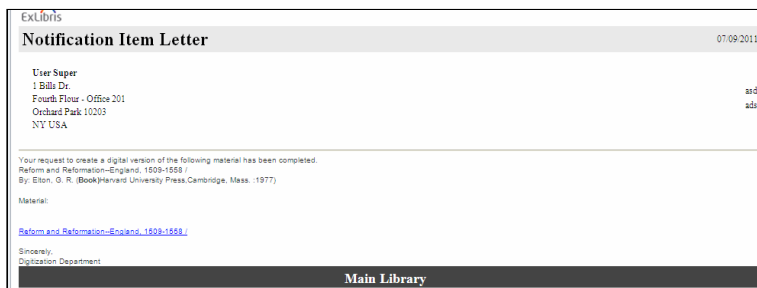 ExLibris
Notification Item Letter
07/09/2011
User Super
1 Bills Dr.
Fourth Flour - Office 201
Orchard Park 10203
NY USA
asd
ads
Your request to create a digital version of the following material has been completed.
Reform and Reformation--England, 1509-1558 /
By: Elton, G. R. (Book)Harvard University Press,Cambridge, Mass. :1977)
Material:
Reform and Reformation--England, 1509-1558 /
Sincerely,
Digitization Department
Main Library